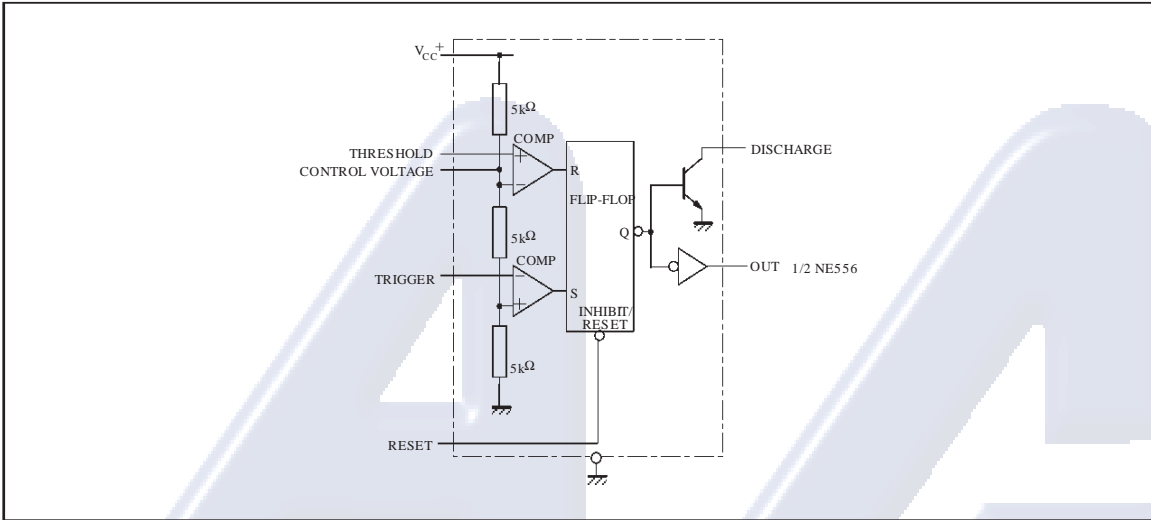 VCC+
5kΩ
COMP
THRESHOLD
+
DISCHARGE
CONTROL VOLTAGE
R
−
FLIP-FLOP
5kΩ
Q
COMP
OUT 1/2 NE556
TRIGGER
−
S
+
INHIBIT/
RESET
5kΩ
RESET